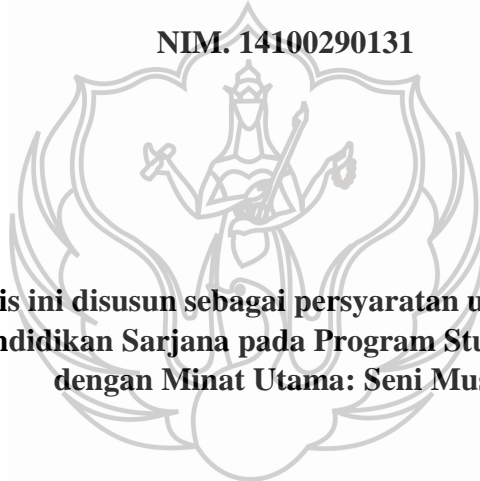 NIM. 14100290131
is ini disusun sebagai persyaratan u
ndidikan Sarjana pada Program Stu
dengan Minat Utama: Seni Mus